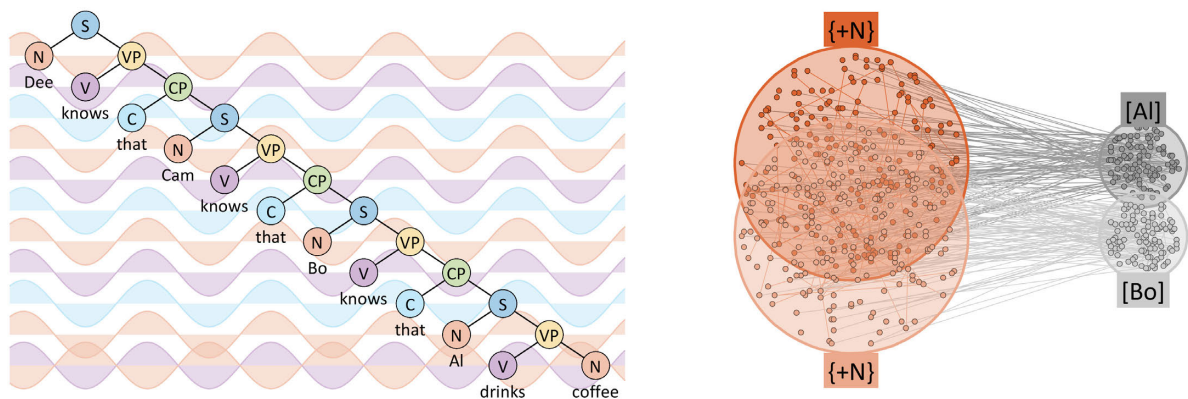 S
N VP
Dee
V CP
knows
C S
that
N VP
Cam
V CP
knows
C S
that
N VP
Bo
V CP
knows
C S
that
N VP
Al
V N
drinks coffee
{+N}
[Al]
[Bo]
{+N}